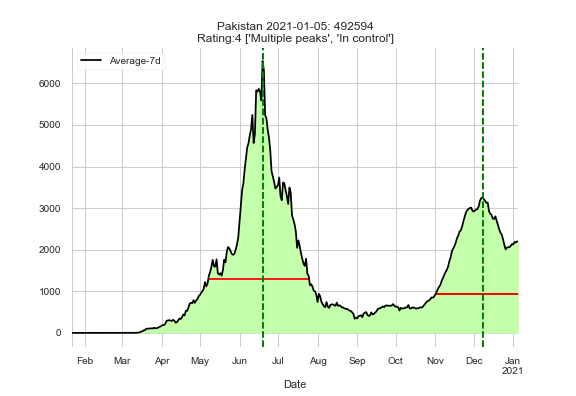 Pakistan 2021-01-05: 492594
Rating:4 ['Multiple peaks', 'In control']
Average-7d
6000
5000
4000
3000
2000
1000
0
Feb Mar Apr May Jun Jul Aug Sep Oct Nov Dec Jan
2021
Date